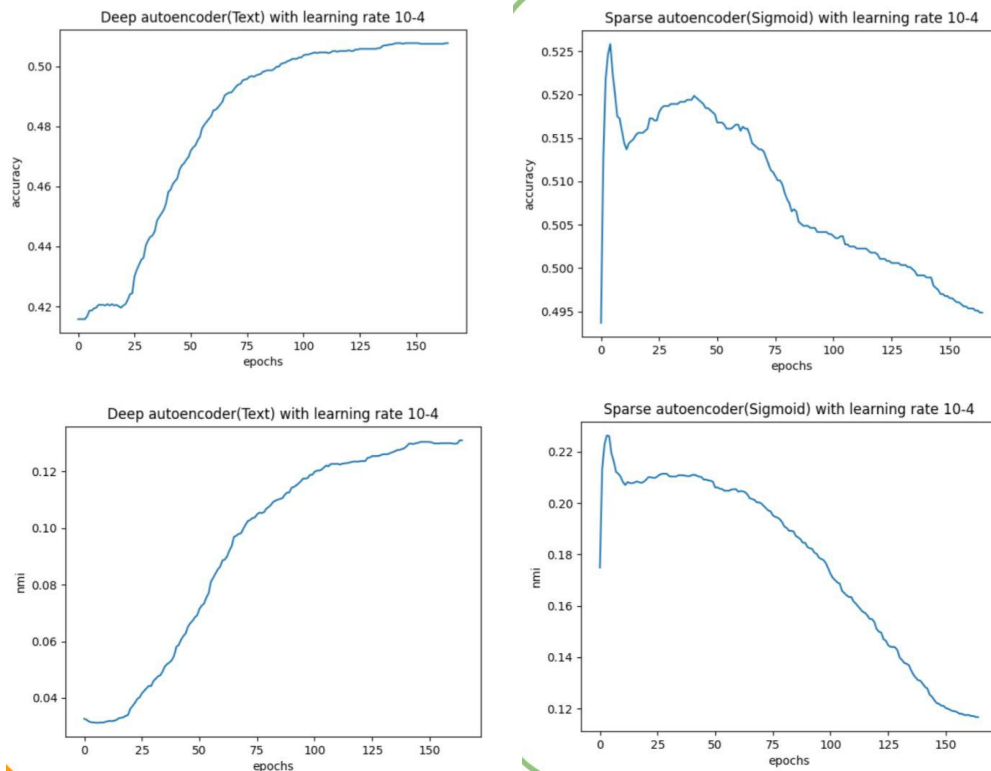 Deep autoencoder(Text) with learning rate 10-4
0.50
0.48
0.46
0.44
0.42
accuracy
0 25 50 75 100 125 150
epochs
Sparse autoencoder(Sigmoid) with learning rate 10-4
0.525
0.520
0.515
0.510
0.505
0.500
0.495
accuracy
0 25 50 75 100 125 150
epochs
Deep autoencoder(Text) with learning rate 10-4
0.12
0.10
0.08
0.06
0.04
nmi
0 25 50 75 100 125 150
epochs
Sparse autoencoder(Sigmoid) with learning rate 10-4
0.22
0.20
0.18
0.16
0.14
0.12
nmi
0 25 50 75 100 125 150
epochs